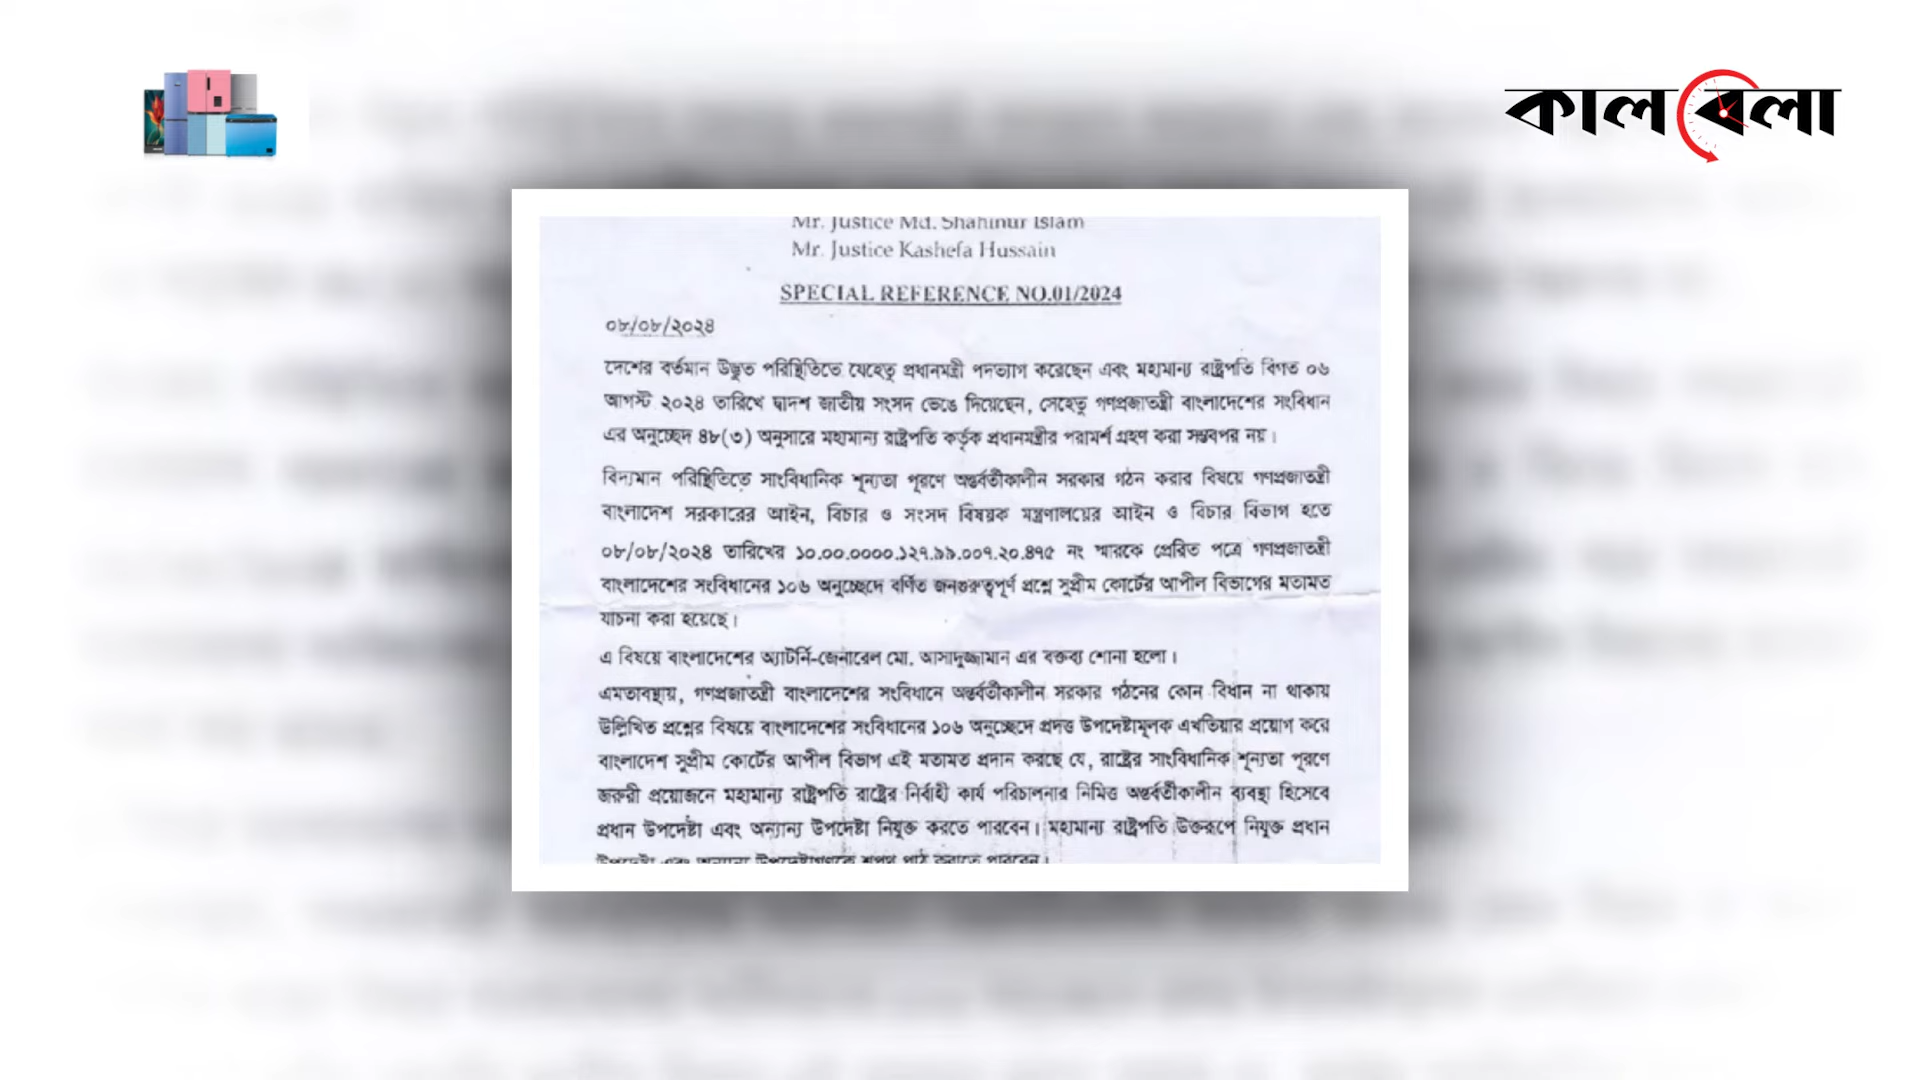 কালবেলা
Mr. Justice Md. Shahinur Islam
Mr. Justice Kashefa Hussain
SPECIAL REFERENCE NO.01/2024
০৮/০৮/২০২৪
দেশের বর্তমান উদ্ভুত পরিস্থিতিতে যেহেতু প্রধানমন্ত্রী পদত্যাগ করেছেন এবং মহামান্য রাষ্ট্রপতি বিগত ০৬
আগস্ট ২০২৪ তারিখে দ্বাদশ জাতীয় সংসদ ভেঙে দিয়েছেন, সেহেতু গণপ্রজাতন্ত্রী বাংলাদেশের সংবিধান
এর অনুচ্ছেদ ৪৮(৩) অনুসারে মহামান্য রাষ্ট্রপতি কর্তৃক প্রধানমন্ত্রীর পরামর্শ গ্রহণ করা সম্ভবপর নয়।
বিদ্যমান পরিস্থিতিতে সাংবিধানিক শূন্যতা পূরণে অন্তর্বর্তীকালীন সরকার গঠন করার বিষয়ে গণপ্রজাতন্ত্রী
বাংলাদেশ সরকারের আইন, বিচার ও সংসদ বিষয়ক মন্ত্রণালয়ের আইন ও বিচার বিভাগ হতে
০৮/০৮/২০২৪ তারিখের ১০.০০.০০০০.১২৭.৯৯.০০৭.২০.৪৭৫ নং স্মারকে প্রেরিত পত্রে গণপ্রজাতন্ত্রী
বাংলাদেশের সংবিধানের ১০৬ অনুচ্ছেদে বর্ণিত জনগুরুত্বপূর্ণ প্রশ্নে সুপ্রীম কোর্টের আপীল বিভাগের মতামত
যাচনা করা হয়েছে।
এ বিষয়ে বাংলাদেশের অ্যাটর্নি-জেনারেল মো. আসাদুজ্জামান এর বক্তব্য শোনা হলো।
এমতাবস্থায়, গণপ্রজাতন্ত্রী বাংলাদেশের সংবিধানে অন্তর্বর্তীকালীন সরকার গঠনের কোন বিধান না থাকায়
উল্লিখিত প্রশ্নের বিষয়ে বাংলাদেশের সংবিধানের ১০৬ অনুচ্ছেদে প্রদত্ত উপদেষ্টামূলক এখতিয়ার প্রয়োগ করে
বাংলাদেশ সুপ্রীম কোর্টের আপীল বিভাগ এই মতামত প্রদান করছে যে, রাষ্ট্রের সাংবিধানিক শূন্যতা পূরণে
জরুরী প্রয়োজনে মহামান্য রাষ্ট্রপতি রাষ্ট্রের নির্বাহী কার্য পরিচালনার নিমিত্ত অন্তর্বর্তীকালীন ব্যবস্থা হিসেবে
প্রধান উপদেষ্টা এবং অন্যান্য উপদেষ্টা নিযুক্ত করতে পারবেন। মহামান্য রাষ্ট্রপতি উক্তরূপে নিযুক্ত প্রধান
উপদেষ্টা এবং অন্যান্য উপদেষ্টাগণকে শপথ পাঠ করাতে পারবেন।